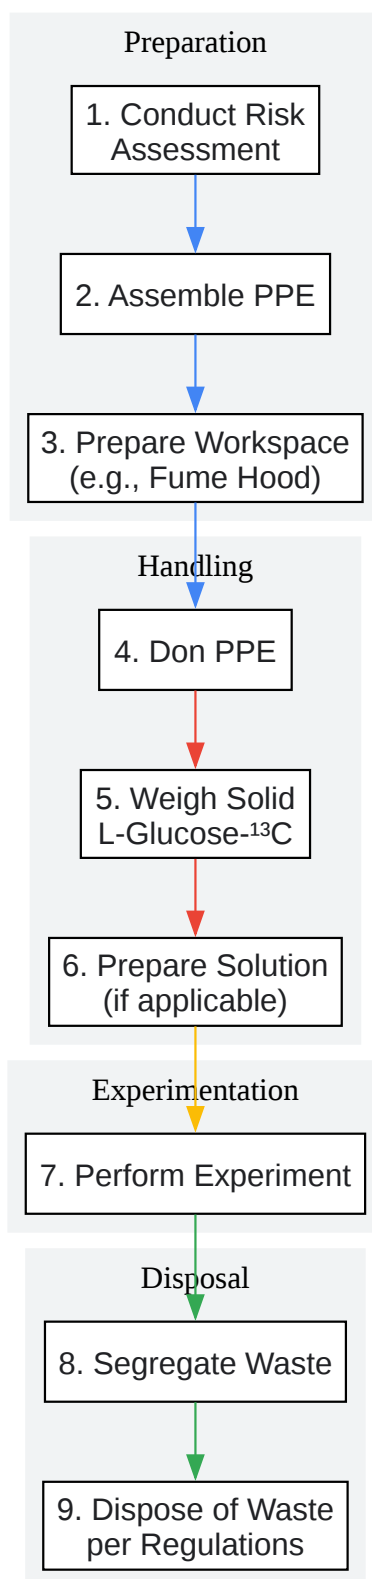 Preparation
1. Conduct Risk
Assessment
2. Assemble PPE
3. Prepare Workspace
(e.g., Fume Hood)
Handling
4. Don PPE
5. Weigh Solid
L-Glucose-¹³C
6. Prepare Solution
(if applicable)
Experimentation
7. Perform Experiment
Disposal
8. Segregate Waste
9. Dispose of Waste
per Regulations